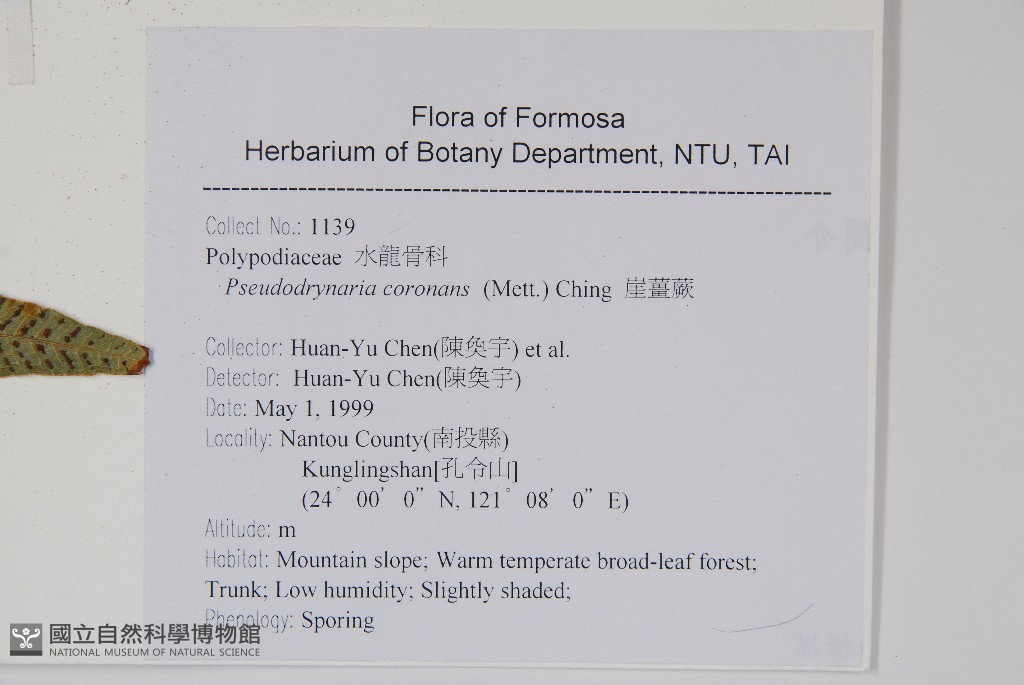 Flora of Formosa
Herbarium of Botany Department, NTU, TAI
Collect No.: 1139
Polypodiaceae 水龍骨科
Pseudodrynaria coronans (Mett.) Ching 崖薑蕨
Collector: Huan-Yu Chen(陳奐宇) et al.
Detector: Huan-Yu Chen(陳奐宇)
Date: May 1, 1999
Locality: Nantou County(南投縣)
Kunglingshan[孔令山]
(24° 00' 0" N, 121° 08' 0" E)
Altitude: m
Habitat: Mountain slope; Warm temperate broad-leaf forest;
Trunk; Low humidity; Slightly shaded;
Phenology: Sporing
國立自然科學博物館
NATIONAL MUSEUM OF NATURAL SCIENCE